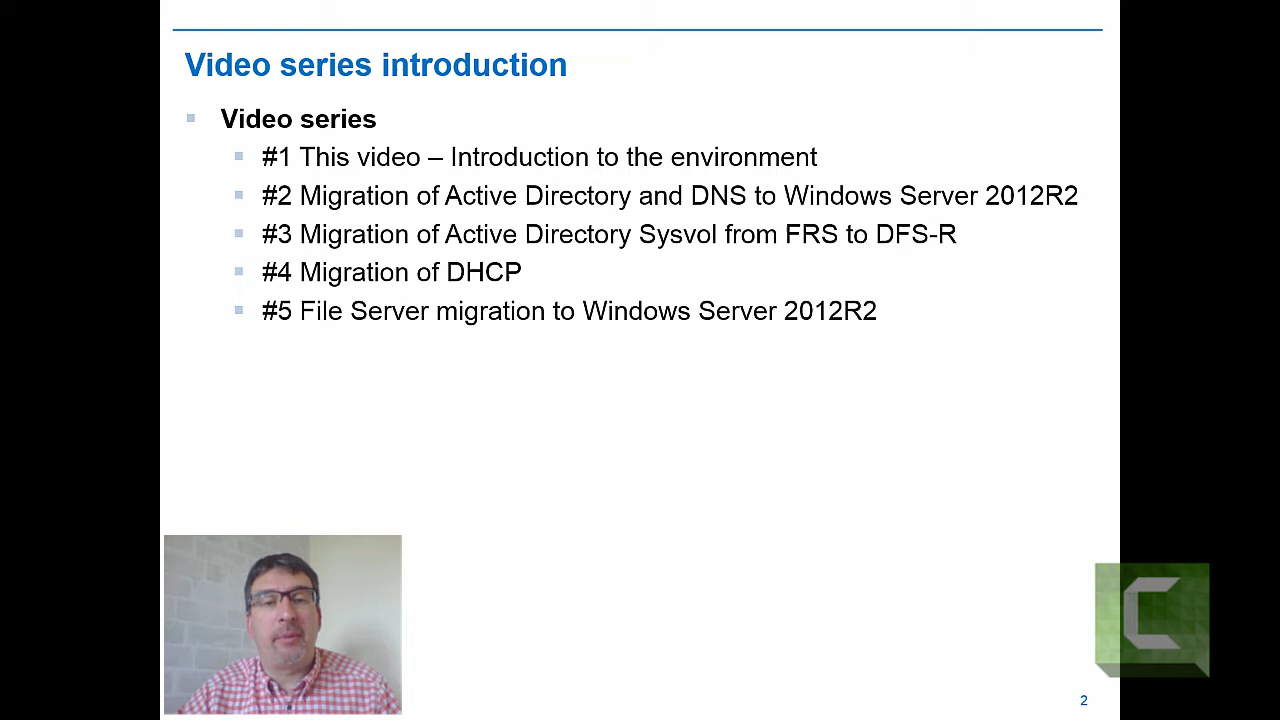 Video series introduction
Video series
#1 This video – Introduction to the environment
#2 Migration of Active Directory and DNS to Windows Server 2012R2
#3 Migration of Active Directory Sysvol from FRS to DFS-R
#4 Migration of DHCP
#5 File Server migration to Windows Server 2012R2
C
2